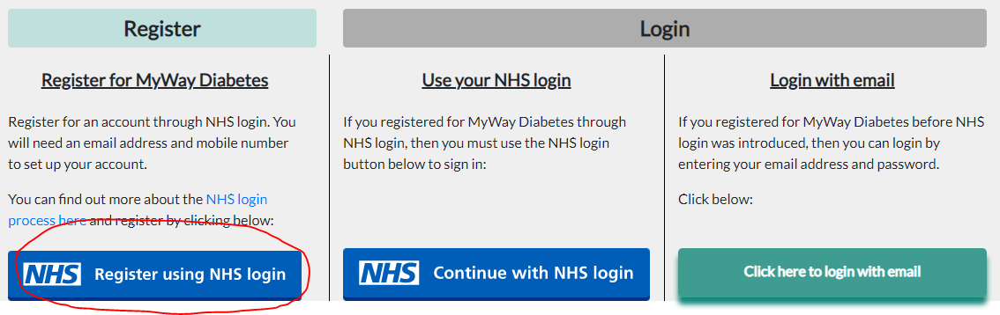 Register
Login
Register for MyWay Diabetes
Register for an account through NHS login. You
will need an email address and mobile number
to set up your account.
You can find out more about the NHS login
process here and register by clicking below:
NHS Register using NHS login
Use your NHS login
If you registered for MyWay Diabetes through
NHS login, then you must use the NHS login
button below to sign in:
NHS Continue with NHS login
Login with email
If you registered for MyWay Diabetes before NHS
login was introduced, then you can login by
entering your email address and password.
Click below:
Click here to login with email